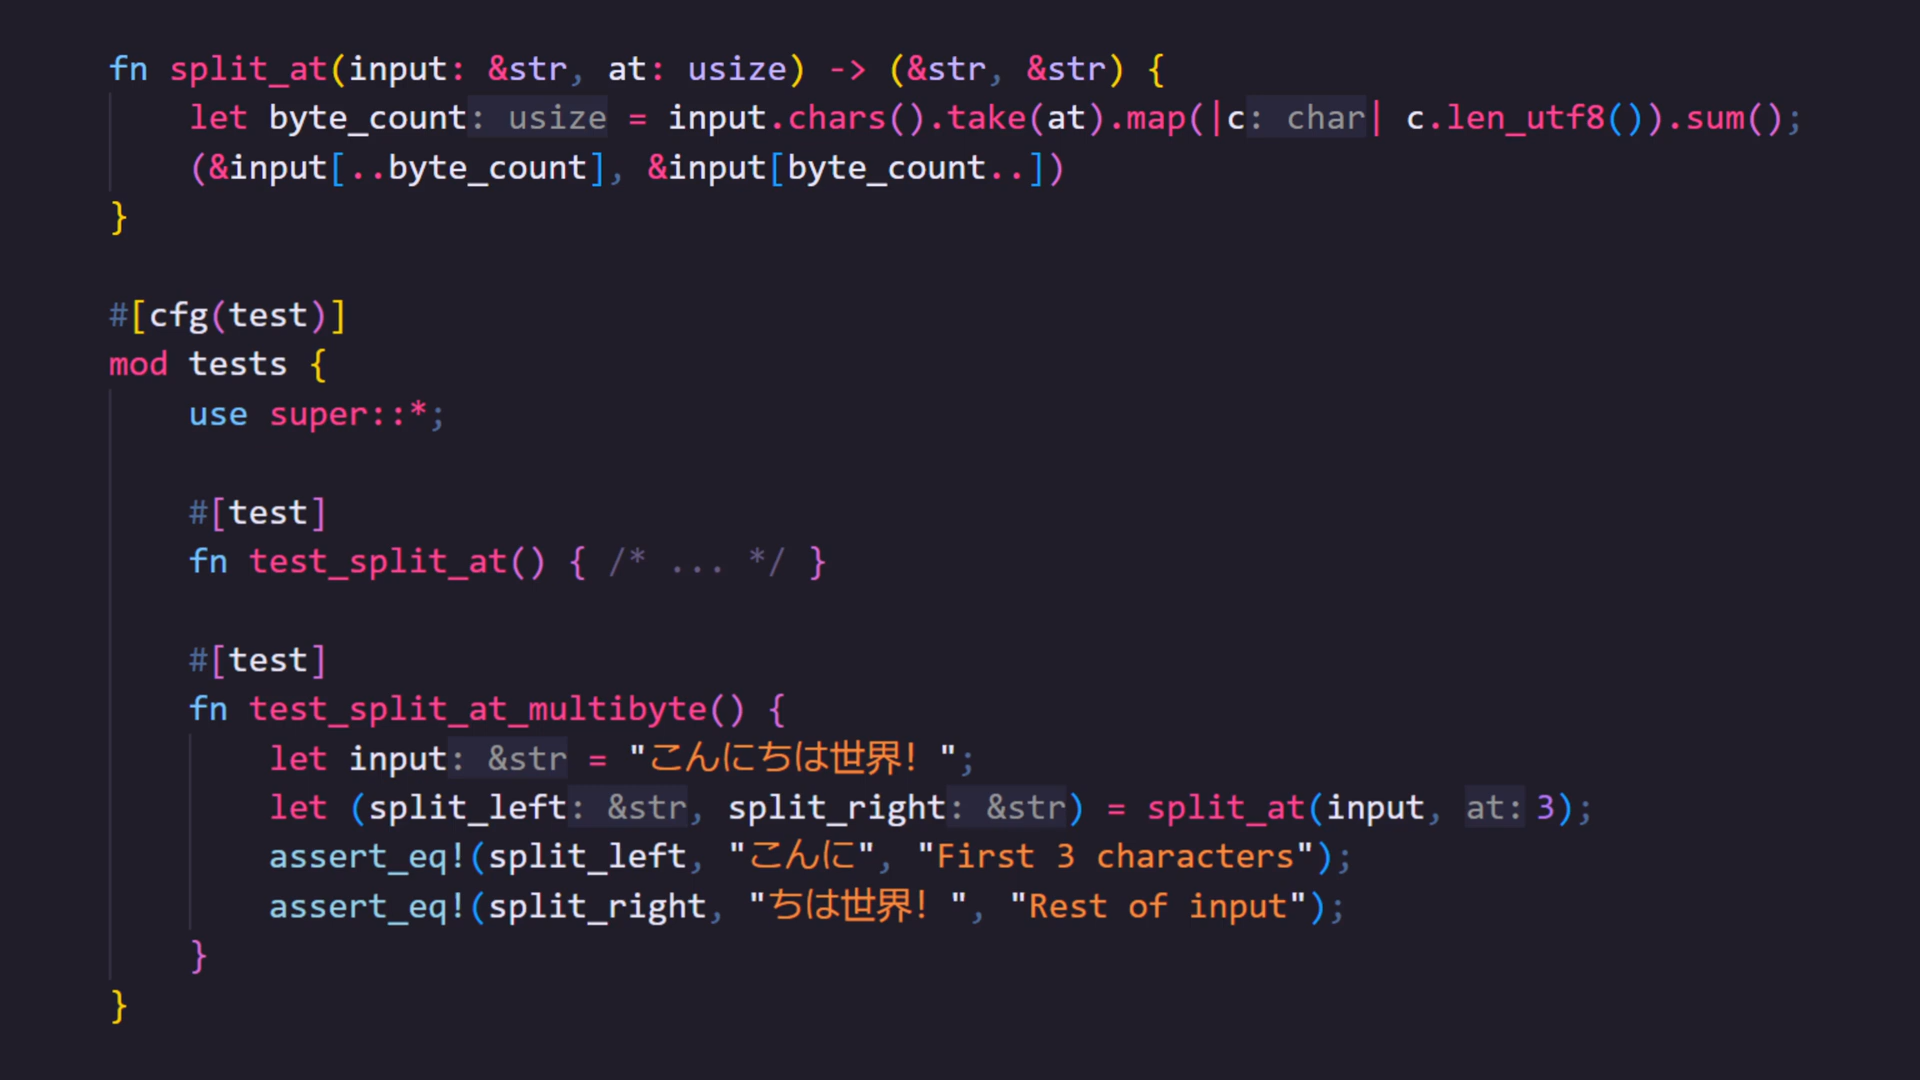 fn split_at(input: &str, at: usize) -> (&str, &str) {
    let byte_count: usize = input.chars().take(at).map(|c: char| c.len_utf8()).sum();
    (&input[..byte_count], &input[byte_count..])
}

#[cfg(test)]
mod tests {
    use super::*;

    #[test]
    fn test_split_at() { /* ... */ }

    #[test]
    fn test_split_at_multibyte() {
        let input: &str = "こんにちは世界！";
        let (split_left: &str, split_right: &str) = split_at(input, at: 3);
        assert_eq!(split_left, "こんに", "First 3 characters");
        assert_eq!(split_right, "ちは世界！", "Rest of input");
    }
}